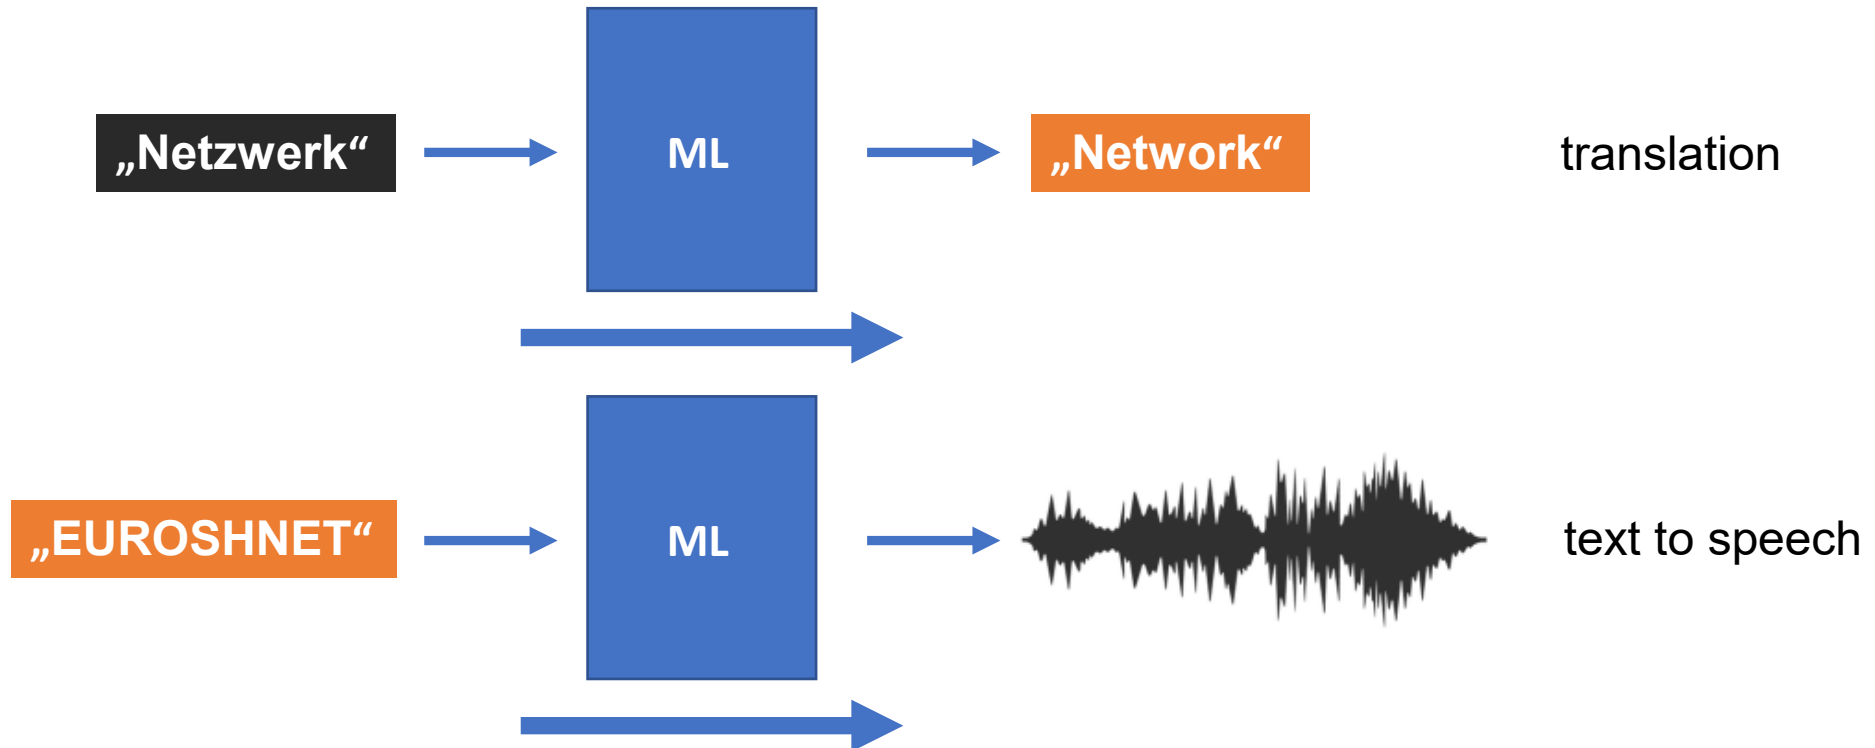 „Netzwerk“
ML
„Network“
translation
„EUROSHNET“
ML
text to speech